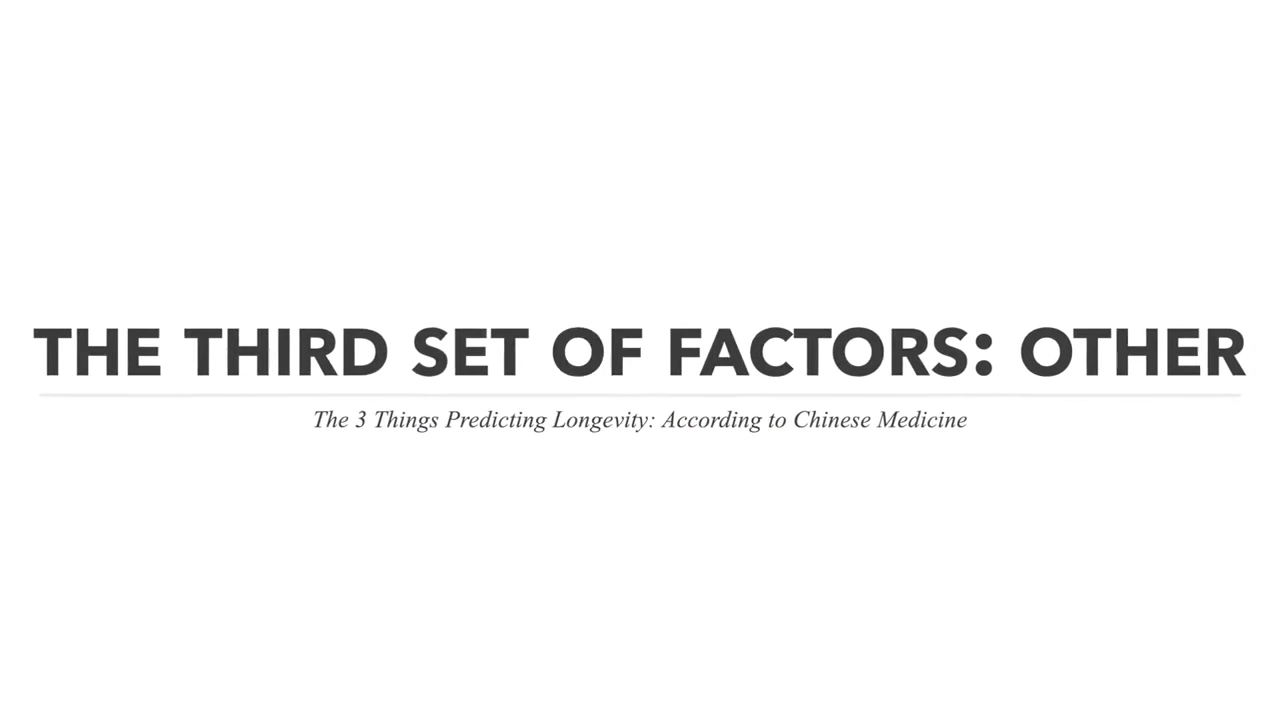 THE THIRD SET OF FACTORS: OTHER
The 3 Things Predicting Longevity: According to Chinese Medicine